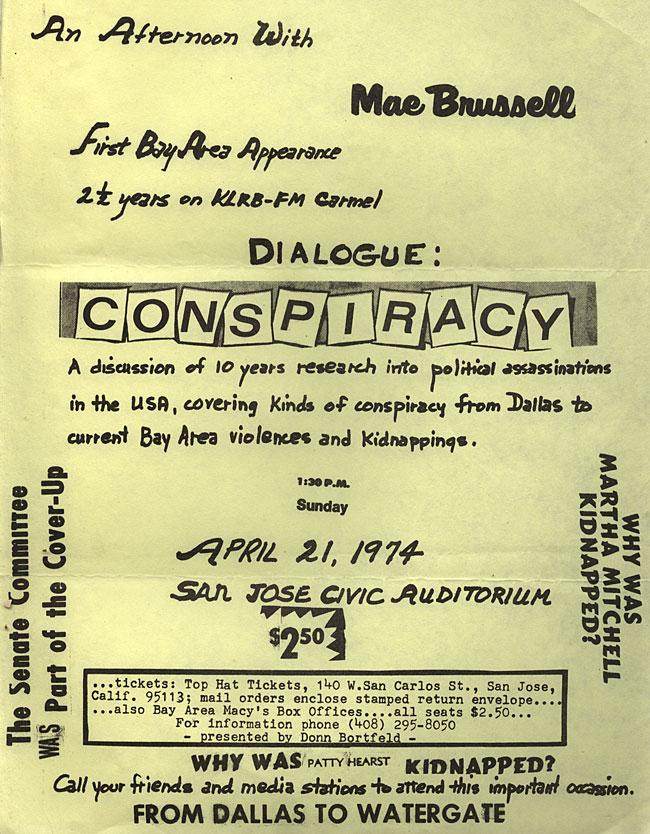 An Afternoon With
Mae Brussell
First Bay Area Appearance
2½ years on KLRB-FM Carmel
DIALOGUE:
CONSPIRACY
A discussion of 10 years research into political assassinations
in the USA, covering kinds of conspiracy from Dallas to
current Bay Area violences and kidnappings.
1:30 P.M.
Sunday
APRIL 21, 1974
SAN JOSE CIVIC AUDITORIUM
$2.50
The Senate Committee
WAS Part of the Cover-Up
WHY WAS
MARTHA MITCHELL
KIDNAPPED?
...tickets: Top Hat Tickets, 140 W.San Carlos St., San Jose,
Calif. 95113; mail orders enclose stamped return envelope....
...also Bay Area Macy's Box Offices....all seats $2.50...
For information phone (408) 295-8050
- presented by Donn Bortfeld -
WHY WAS PATTY HEARST KIDNAPPED?
Call your friends and media stations to attend this important occasion.
FROM DALLAS TO WATERGATE